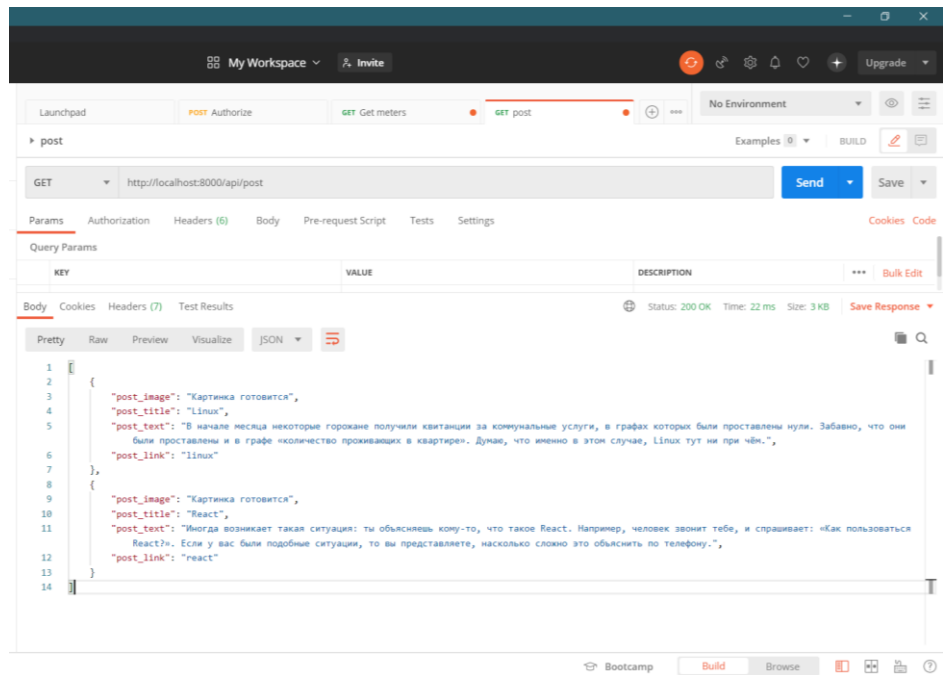 My Workspace
Invite
Upgrade
Launchpad
POST Authorize
GET Get meters
GET post
No Environment
post
Examples 0
BUILD
GET
http://localhost:8000/api/post
Send
Save
Params
Authorization
Headers (6)
Body
Pre-request Script
Tests
Settings
Cookies Code
Query Params
KEY
VALUE
DESCRIPTION
Bulk Edit
Body Cookies Headers (7) Test Results
Status: 200 OK Time: 22 ms Size: 3 KB
Save Response
Pretty Raw Preview Visualize JSON
1 [
2 {
3 "post_image": "Картинка готовится",
4 "post_title": "Linux",
5 "post_text": "В начале месяца некоторые горожане получили квитанции за коммунальные услуги, в графах которых были проставлены нули. Забавно, что они
были проставлены и в графе «количество проживающих в квартире». Думаю, что именно в этом случае, Linux тут ни при чём.",
6 "post_link": "linux"
7 },
8 {
9 "post_image": "Картинка готовится",
10 "post_title": "React",
11 "post_text": "Иногда возникает такая ситуация: ты объясняешь кому-то, что такое React. Например, человек звонит тебе, и спрашивает: «Как пользоваться
React?». Если у вас были подобные ситуации, то вы представляете, насколько сложно это объяснить по телефону.",
12 "post_link": "react"
13 }
14 ]
Bootcamp
Build
Browse